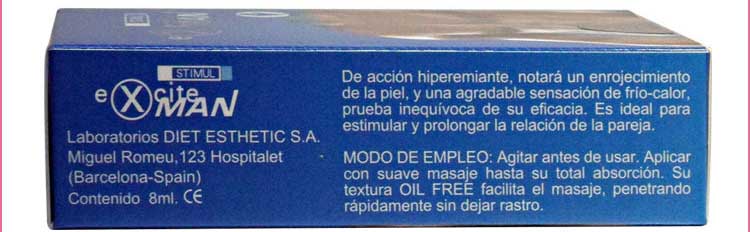 STIMUL
eXcite
MAN
Laboratorios DIET ESTHETIC S.A.
Miguel Romeu,123 Hospitalet
(Barcelona-Spain)
Contenido 8ml. CE
De acción hiperemiante, notará un enrojecimiento
de la piel, y una agradable sensación de frío-calor,
prueba inequívoca de su eficacia. Es ideal para
estimular y prolongar la relación de la pareja.
MODO DE EMPLEO: Agitar antes de usar. Aplicar
con suave masaje hasta su total absorción. Su
textura OIL FREE facilita el masaje, penetrando
rápidamente sin dejar rastro.